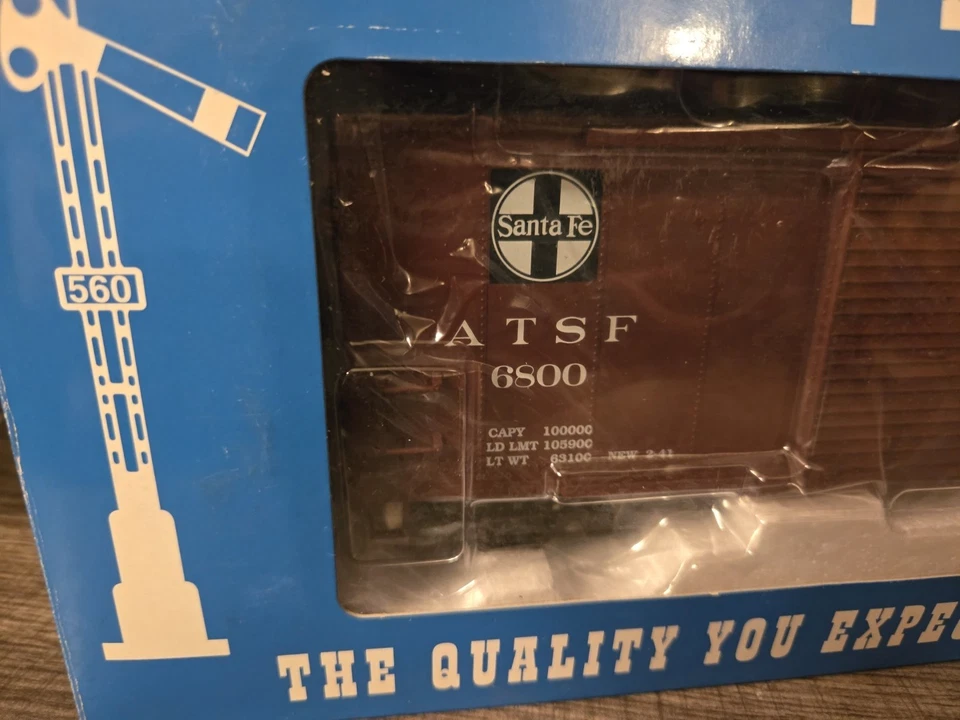 Santa Fe
560
ATSF
6800
CAPY 100000
LD LMT 105900
LT WT 63100 NEW 2-41
THE QUALITY YOU EXPEC